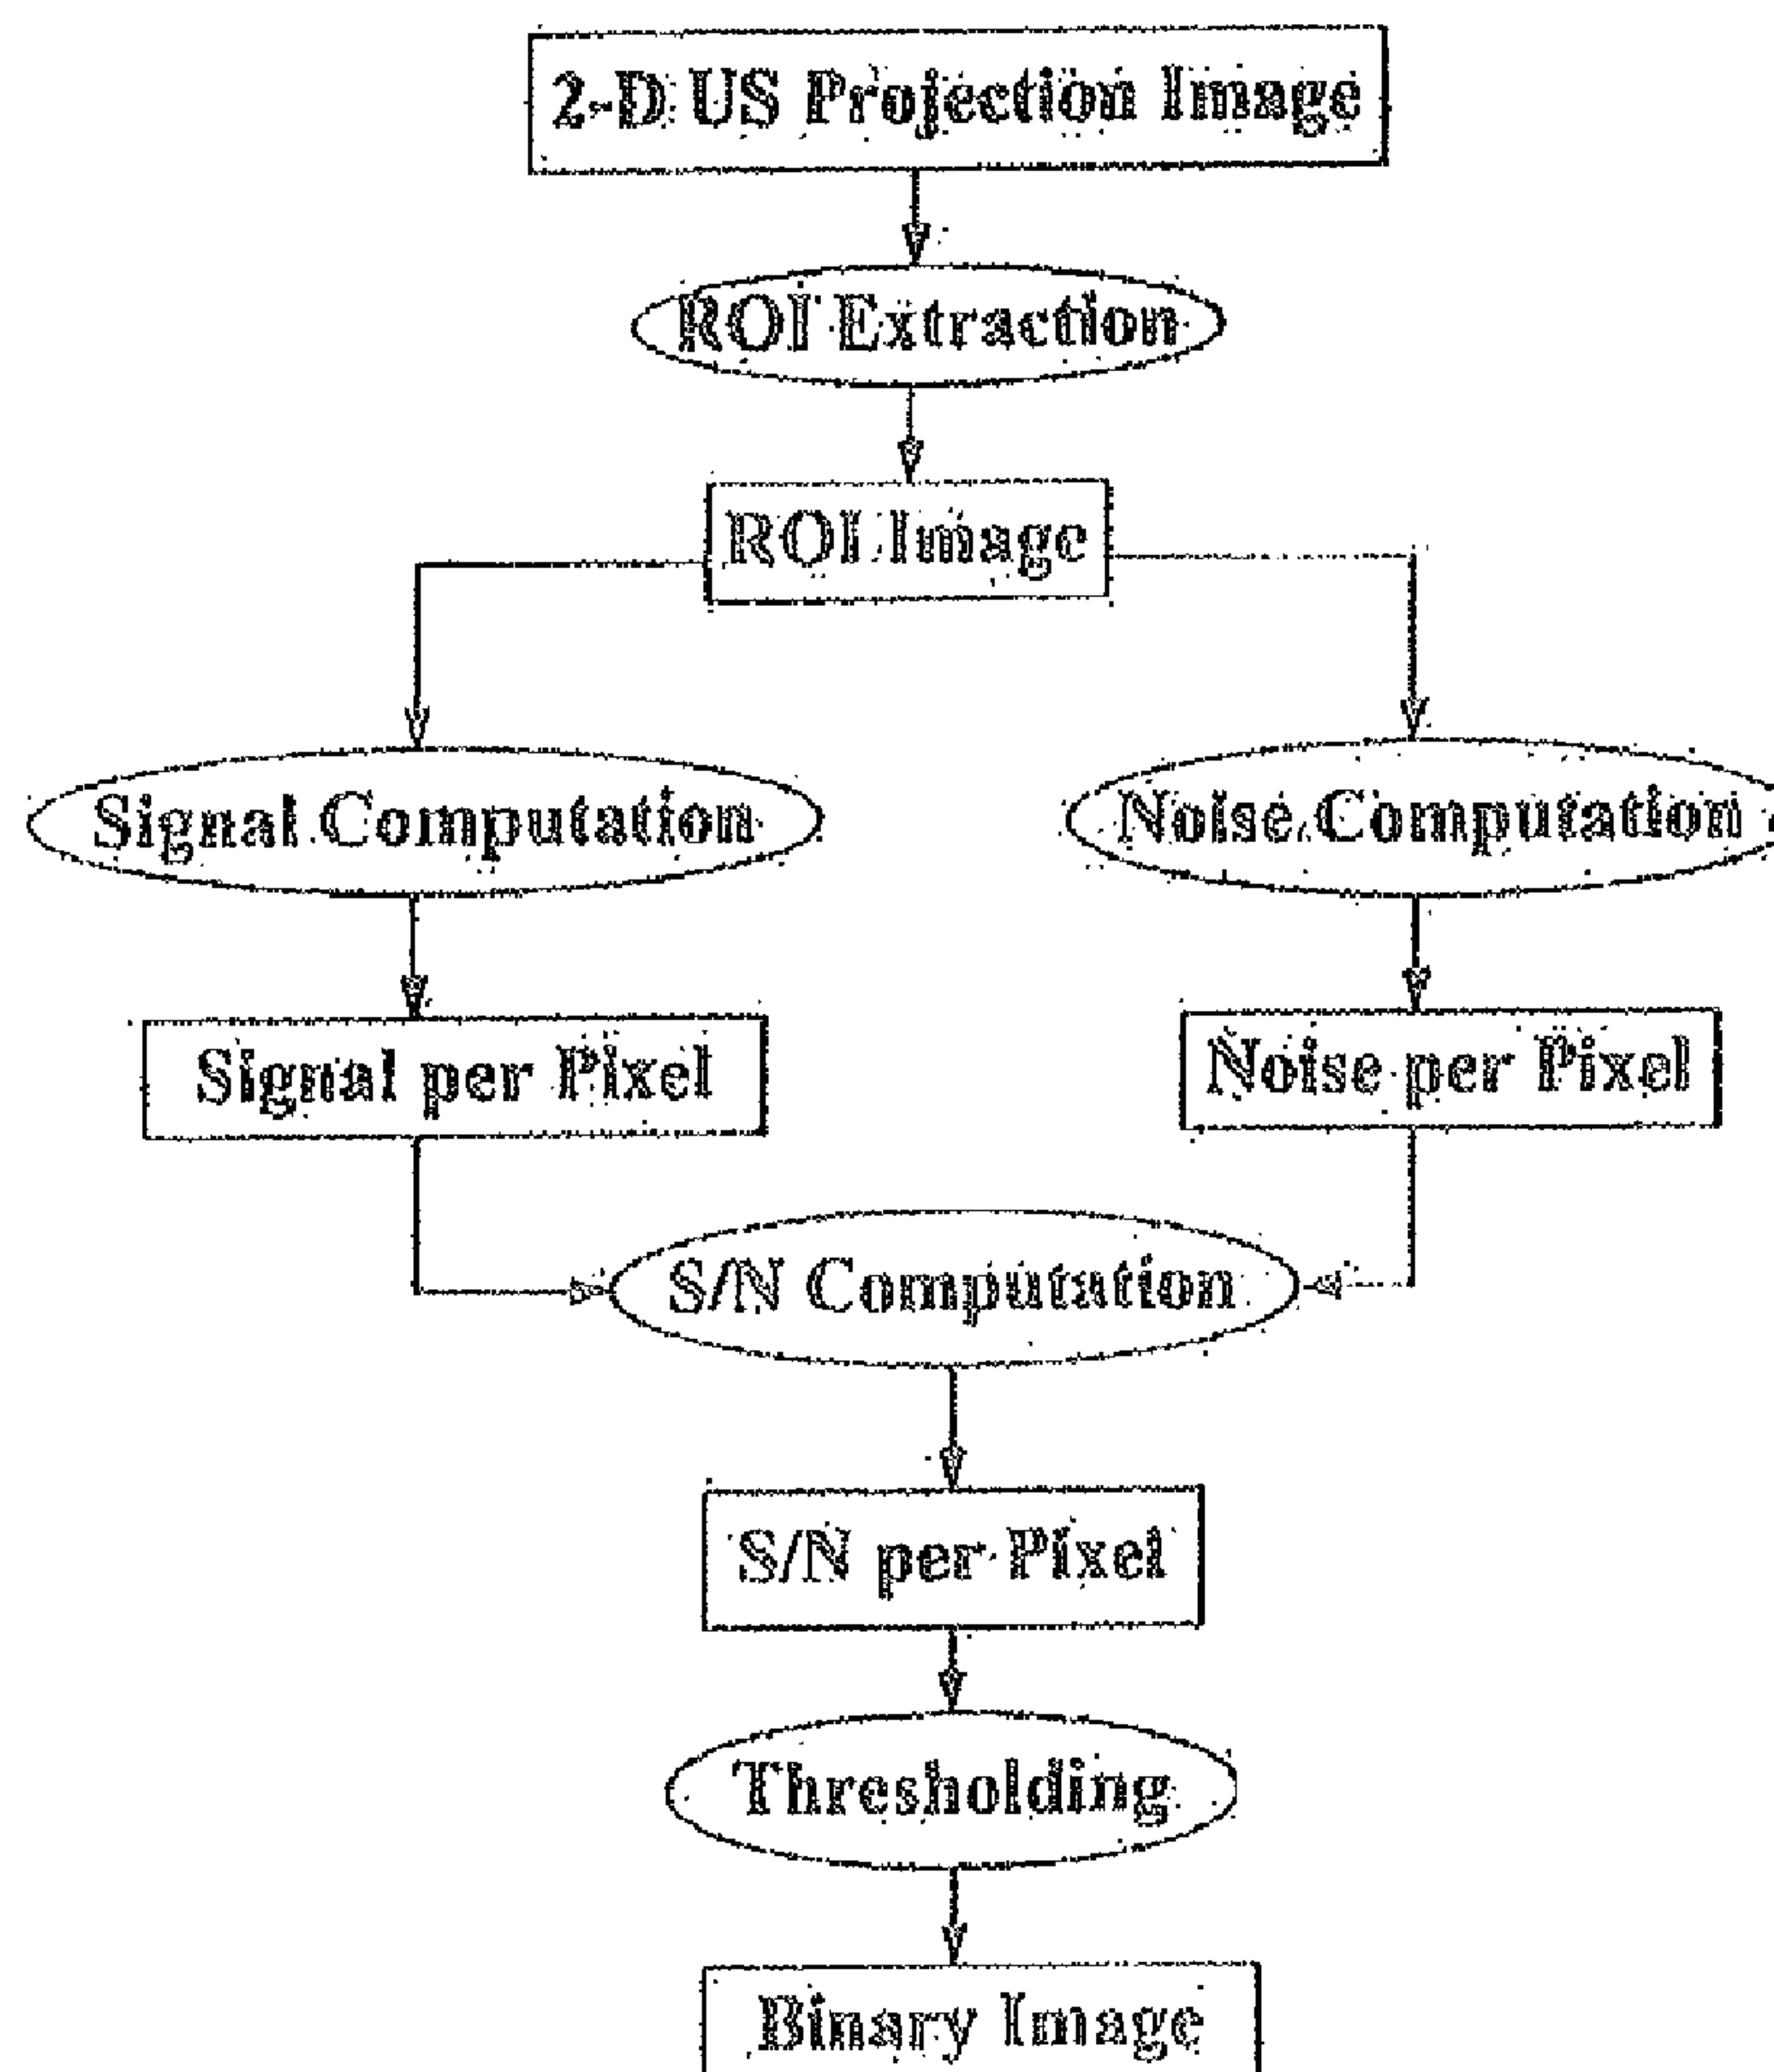 2-D US Projection Image
ROI Extraction
ROI Image
Signal Computation
Noise Computation
Signal per Pixel
Noise per Pixel
S/N Computation
S/N per Pixel
Thresholding
Binary Image